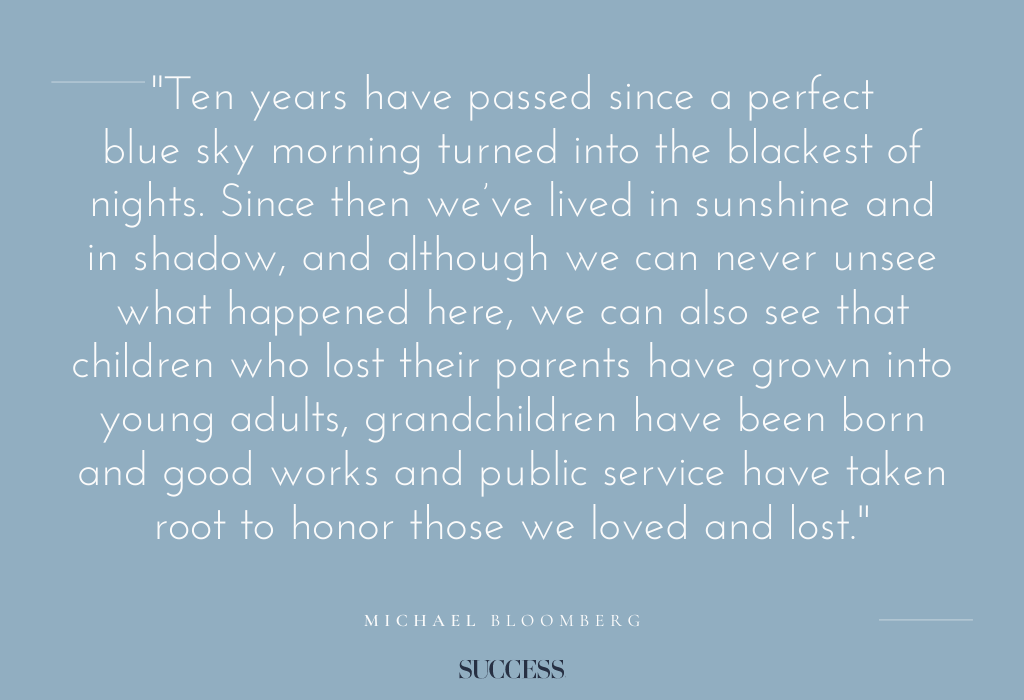 "Ten years have passed since a perfect
blue sky morning turned into the blackest of
nights. Since then we've lived in sunshine and
in shadow, and although we can never unsee
what happened here, we can also see that
children who lost their parents have grown into
young adults, grandchildren have been born
and good works and public service have taken
root to honor those we loved and lost."
MICHAEL BLOOMBERG
SUCCESS